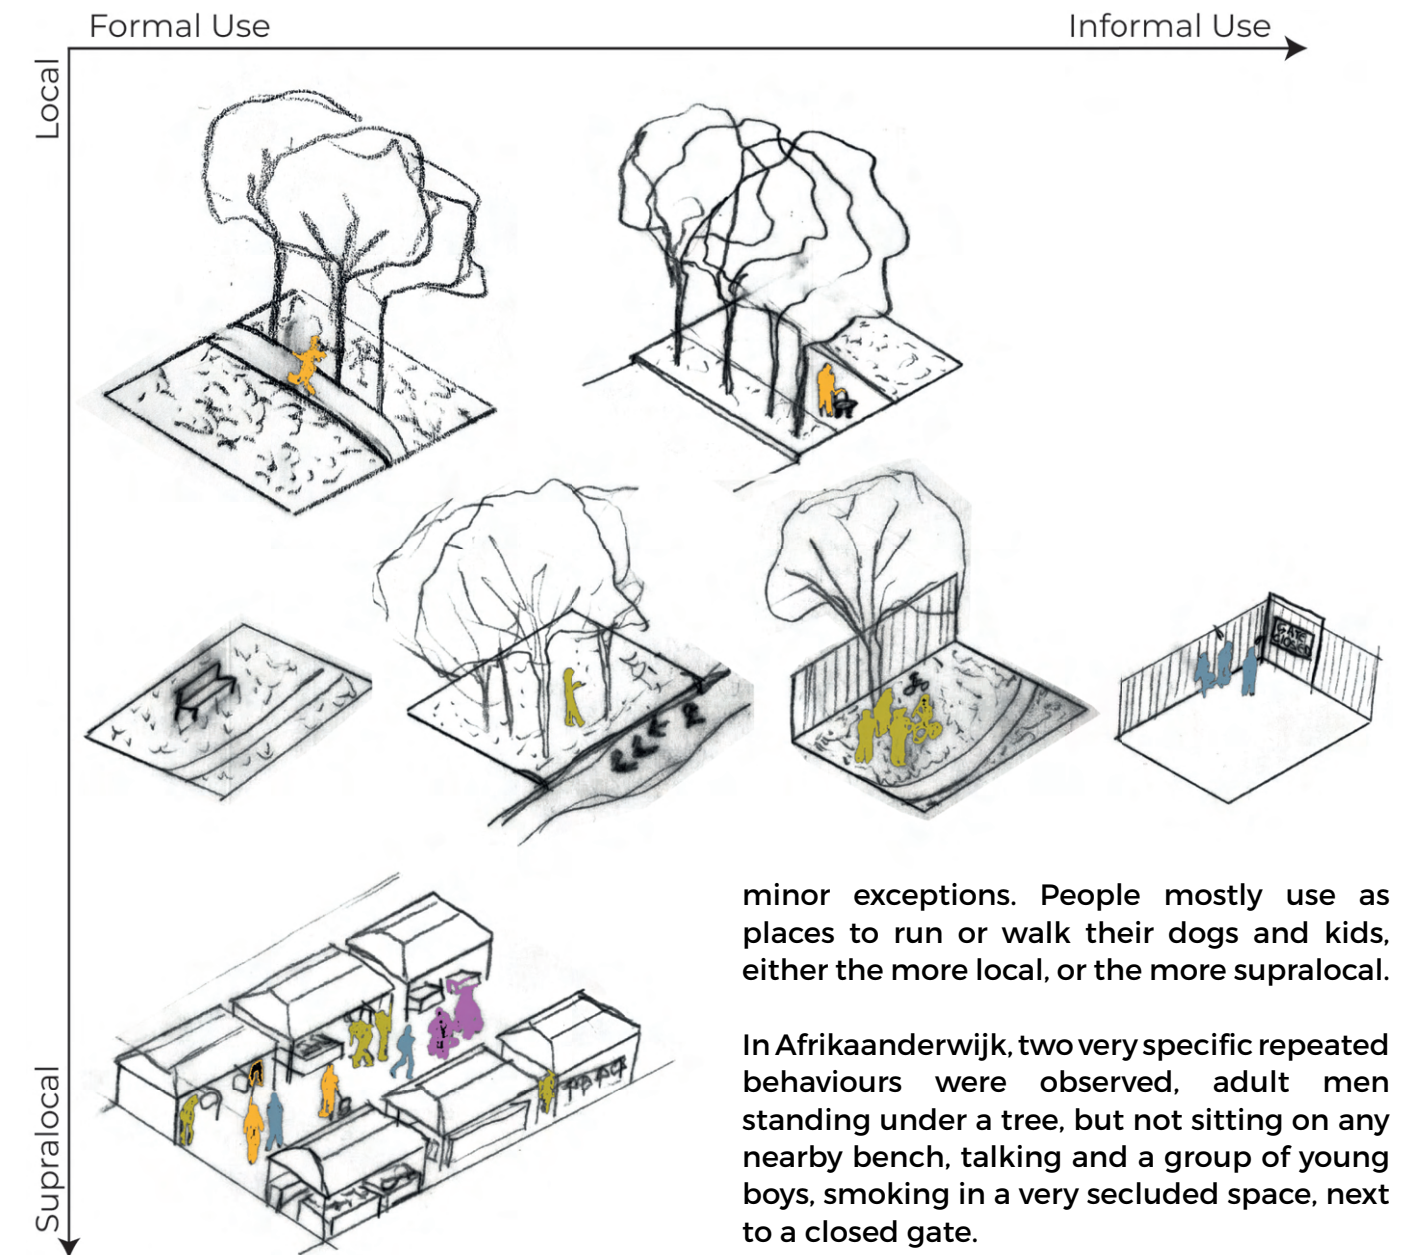 Formal Use
Informal Use
Local
GATE
CLOSED
Supralocal
minor exceptions. People mostly use as
places to run or walk their dogs and kids,
either the more local, or the more supralocal.
In Afrikaanderwijk, two very specific repeated
behaviours were observed, adult men
standing under a tree, but not sitting on any
nearby bench, talking and a group of young
boys, smoking in a very secluded space, next
to a closed gate.